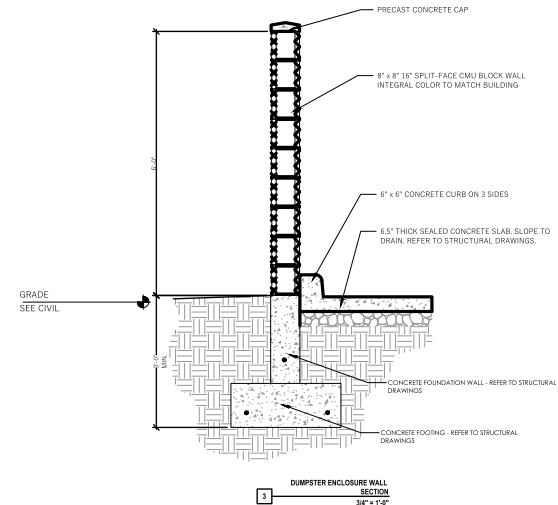 PRECAST CONCRETE CAP
8" x 8" 16" SPLIT-FACE CMU BLOCK WALL
INTEGRAL COLOR TO MATCH BUILDING
6'-0"
6" x 6" CONCRETE CURB ON 3 SIDES
6.5" THICK SEALED CONCRETE SLAB. SLOPE TO
DRAIN. REFER TO STRUCTURAL DRAWINGS.
GRADE
SEE CIVIL
MIN.
CONCRETE FOUNDATION WALL - REFER TO STRUCTURAL
DRAWINGS
CONCRETE FOOTING - REFER TO STRUCTURAL
DRAWINGS
3
DUMPSTER ENCLOSURE WALL
SECTION
3/4" = 1'-0"